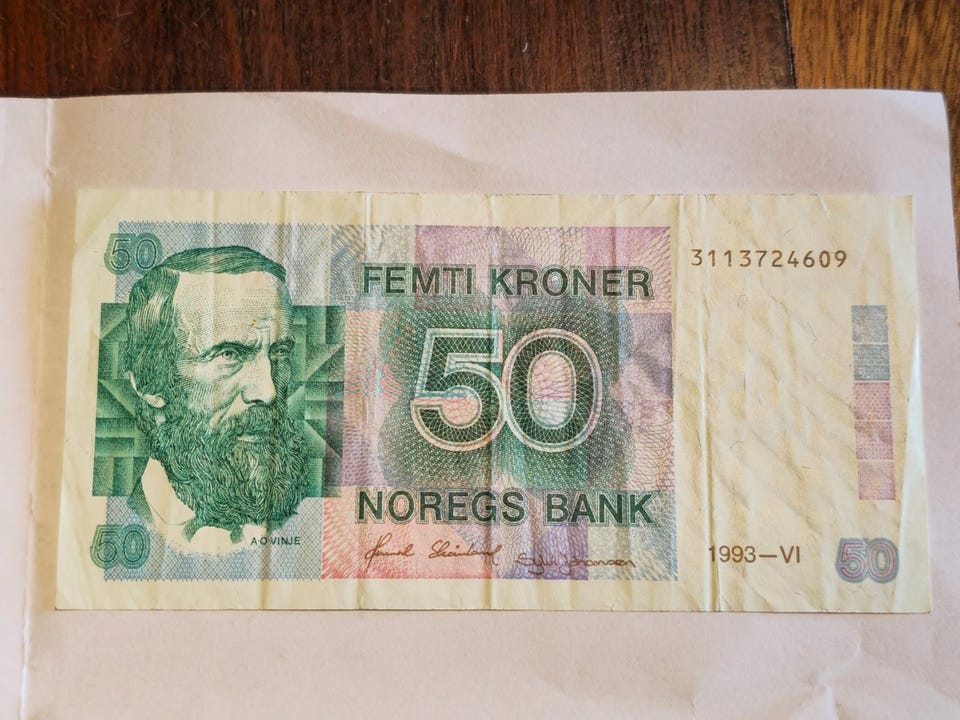 50
FEMTI KRONER
3113724609
50
NOREGS BANK
50
A·O VINJE
1993—VI
50